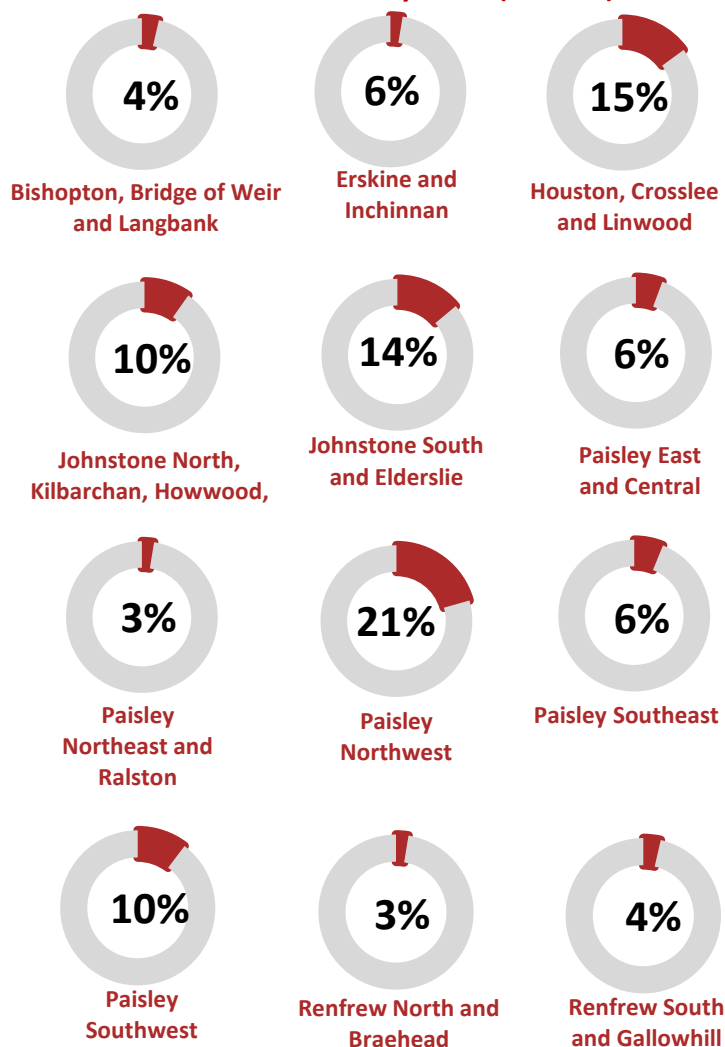 4%
6%
15%
Bishopton, Bridge of Weir
and Langbank
Erskine and
Inchinnan
Houston, Crosslee
and Linwood
10%
14%
6%
Johnstone North,
Kilbarchan, Howwood,
Johnstone South
and Elderslie
Paisley East
and Central
3%
21%
6%
Paisley
Northeast and
Ralston
Paisley
Northwest
Paisley Southeast
10%
3%
4%
Paisley
Southwest
Renfrew North and
Braehead
Renfrew South
and Gallowhill